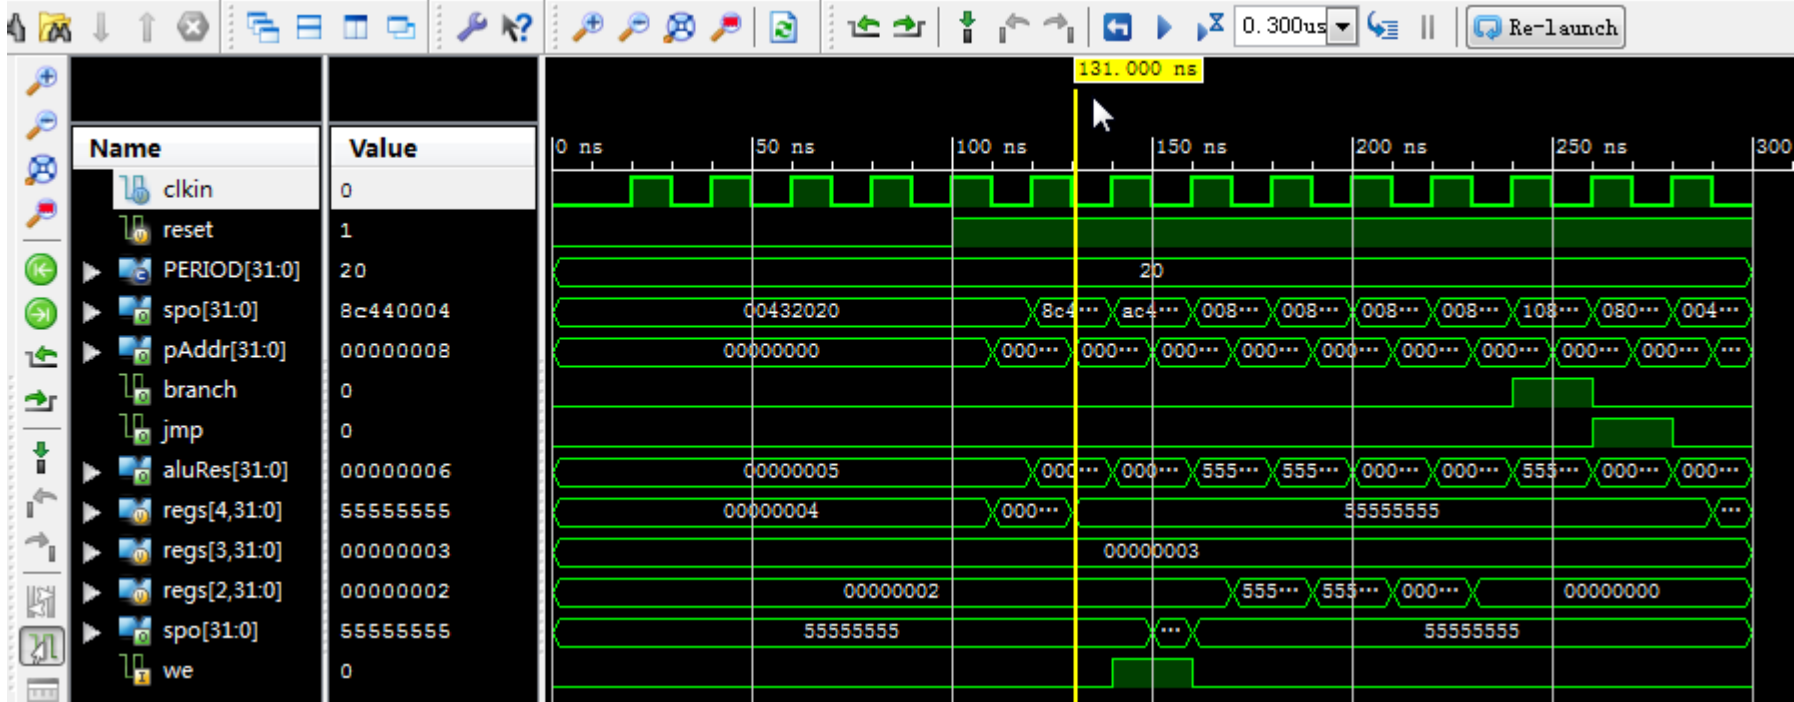 0.300us Re-launch
131.000 ns
Name Value 0 ns 50 ns 100 ns 150 ns 200 ns 250 ns 300
clkin 0
reset 1
PERIOD[31:0] 20 20
spo[31:0] 8c440004 00432020 8c4··· ac4··· 008··· 008··· 008··· 008··· 108··· 080··· 004···
pAddr[31:0] 00000008 00000000 000··· 000··· 000··· 000··· 000··· 000··· 000··· 000··· 000··· ···
branch 0
jmp 0
aluRes[31:0] 00000006 00000005 000··· 000··· 555··· 555··· 000··· 000··· 555··· 000··· 000···
regs[4,31:0] 55555555 00000004 000··· 55555555 ···
regs[3,31:0] 00000003 00000003
regs[2,31:0] 00000002 00000002 555··· 555··· 000··· 00000000
spo[31:0] 55555555 55555555 ··· 55555555
we 0